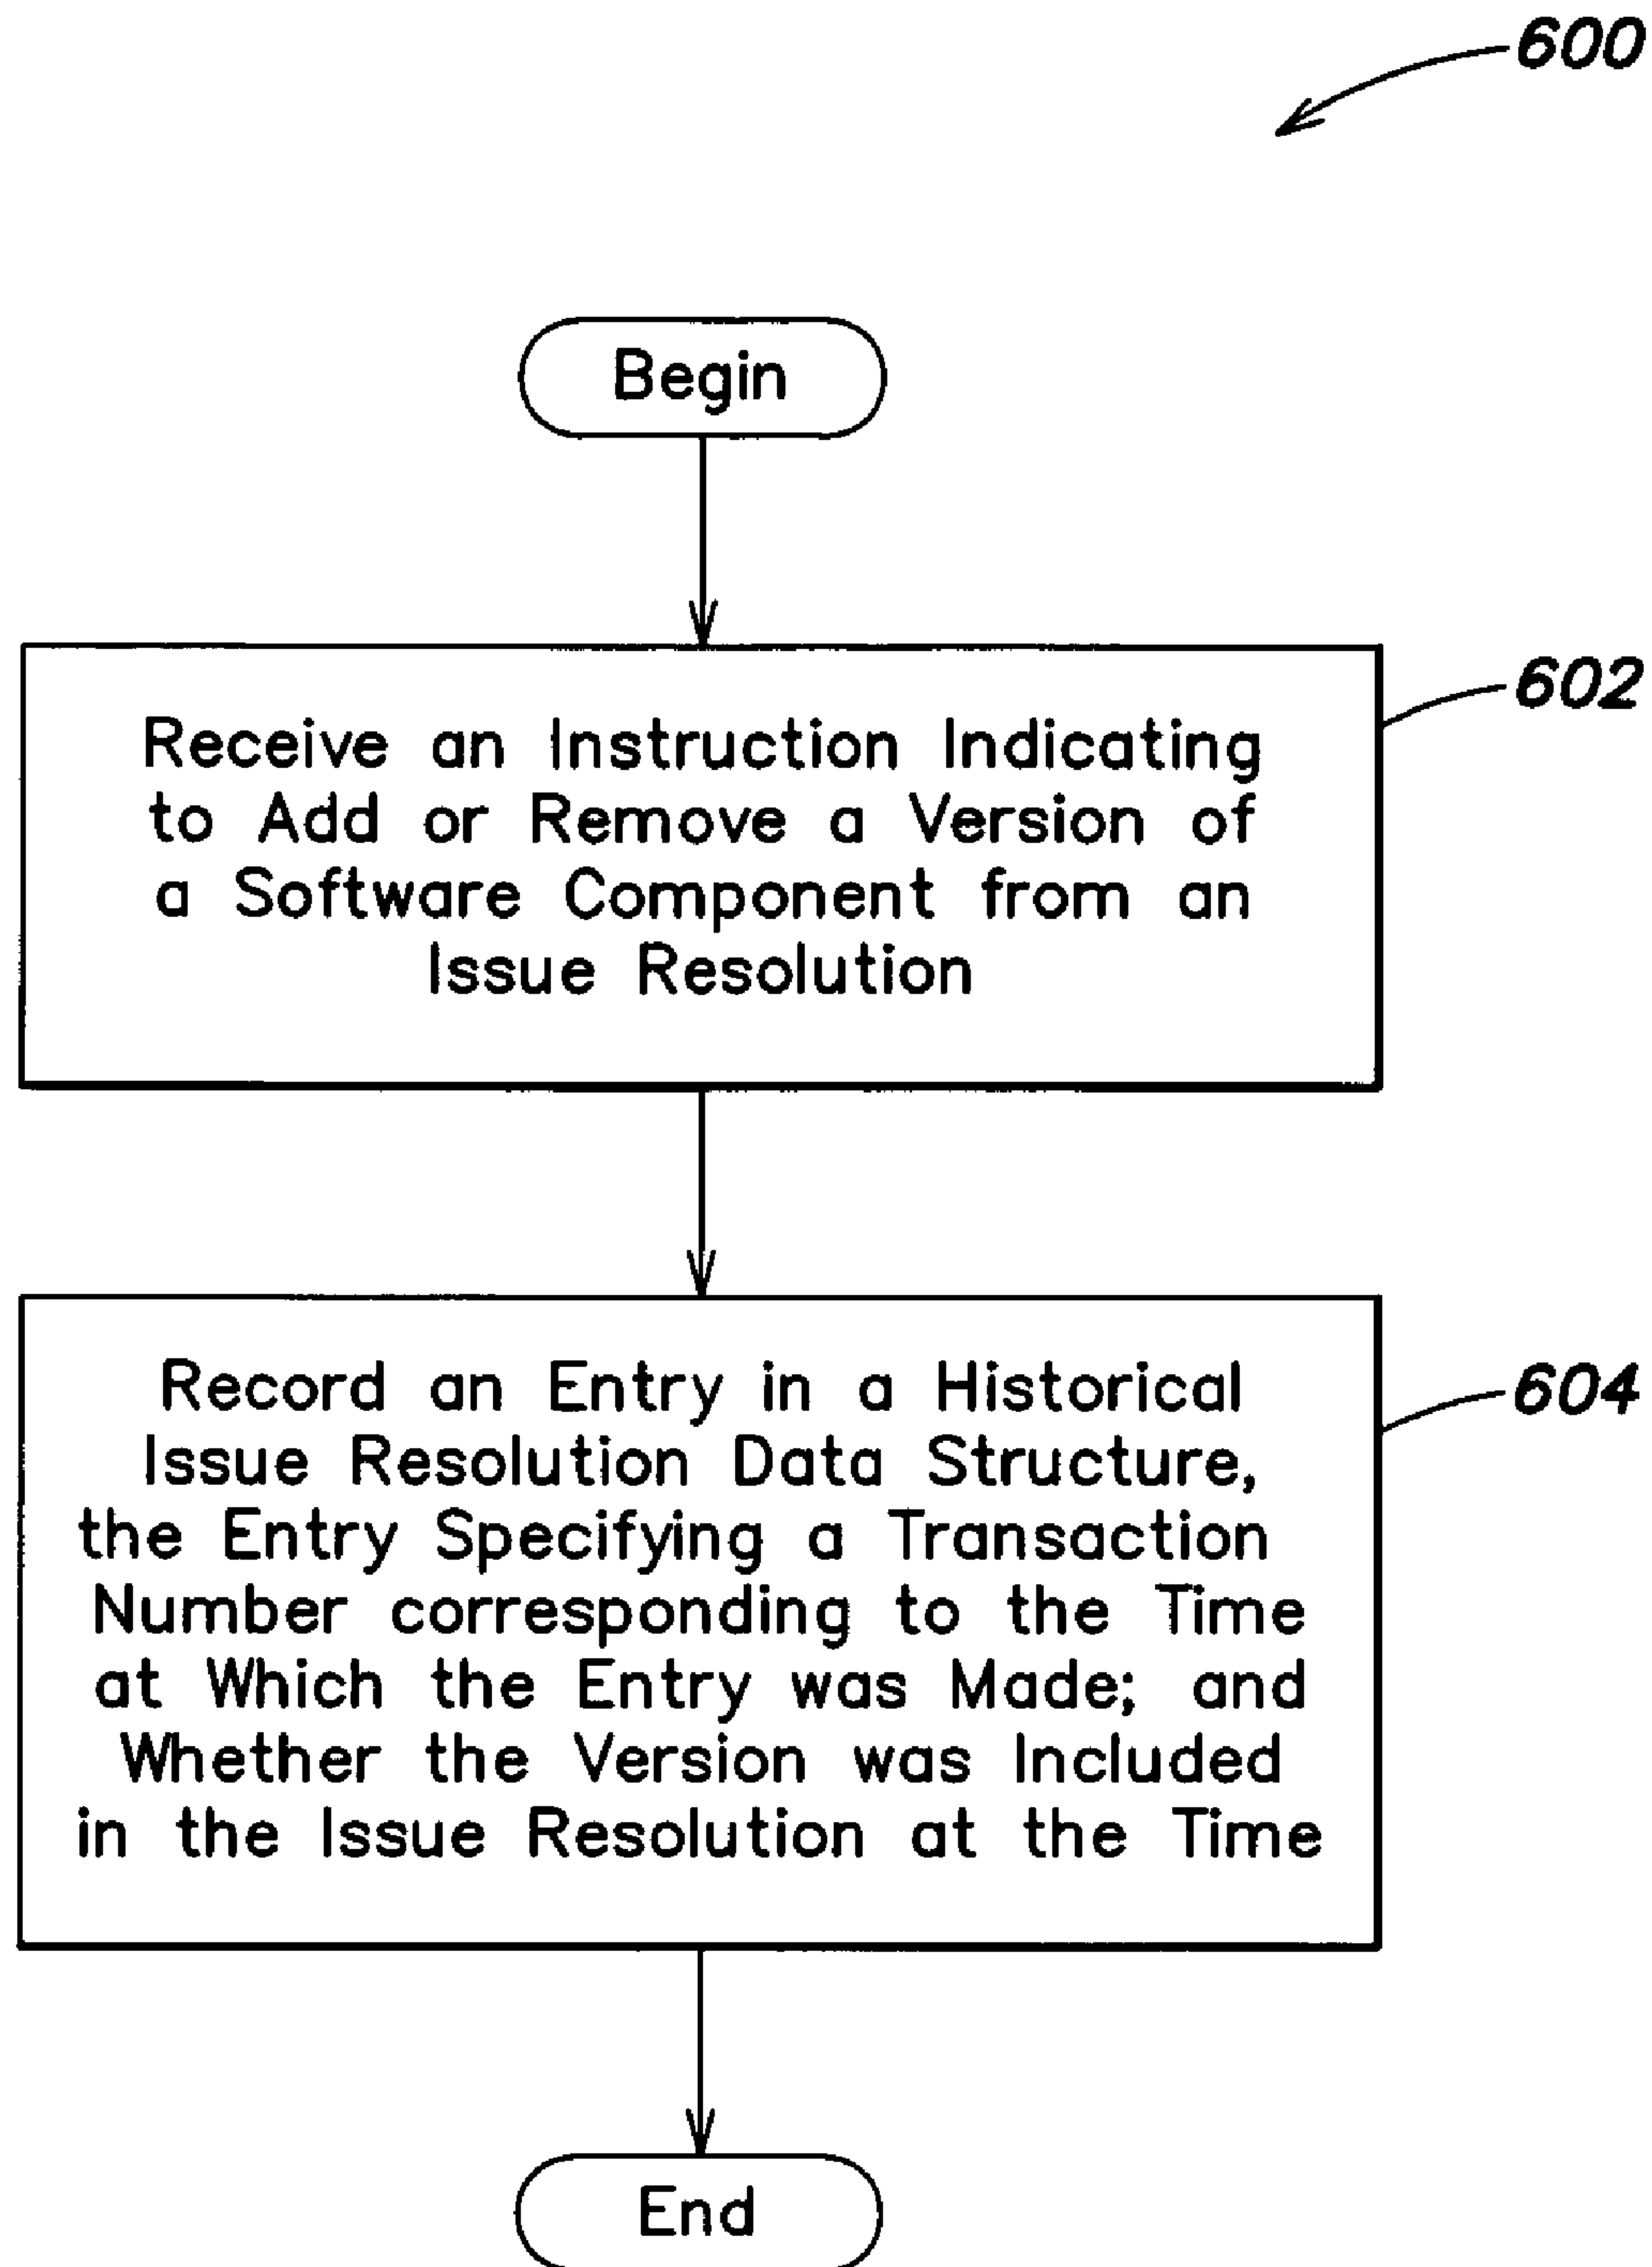 600
Begin
602
Receive an Instruction Indicating
to Add or Remove a Version of
a Software Component from an
Issue Resolution
604
Record an Entry in a Historical
Issue Resolution Data Structure,
the Entry Specifying a Transaction
Number corresponding to the Time
at Which the Entry was Made; and
Whether the Version was Included
in the Issue Resolution at the Time
End